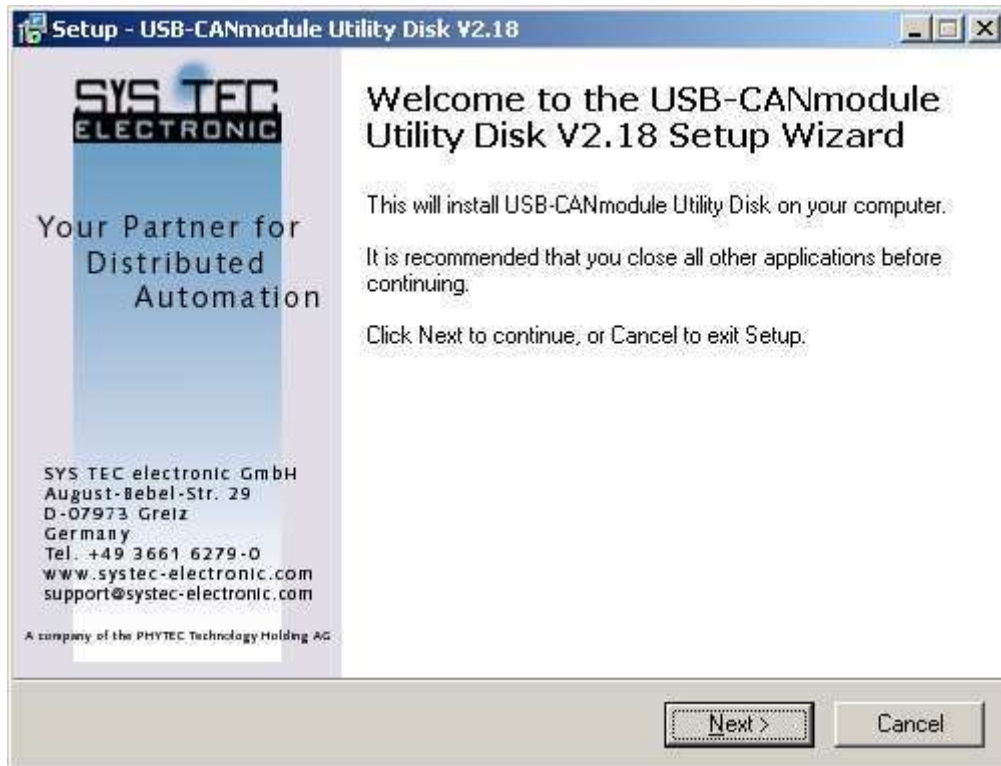 Setup - USB-CANmodule Utility Disk V2.18
SYS TEC
ELECTRONIC
Your Partner for
Distributed
Automation
SYS TEC electronic GmbH
August-Bebel-Str. 29
D-07973 Greiz
Germany
Tel. +49 3661 6279-0
www.systec-electronic.com
support@systec-electronic.com
A company of the PHYTEC Technology Holding AG
Welcome to the USB-CANmodule
Utility Disk V2.18 Setup Wizard
This will install USB-CANmodule Utility Disk on your computer.
It is recommended that you close all other applications before
continuing.
Click Next to continue, or Cancel to exit Setup.
Next >
Cancel